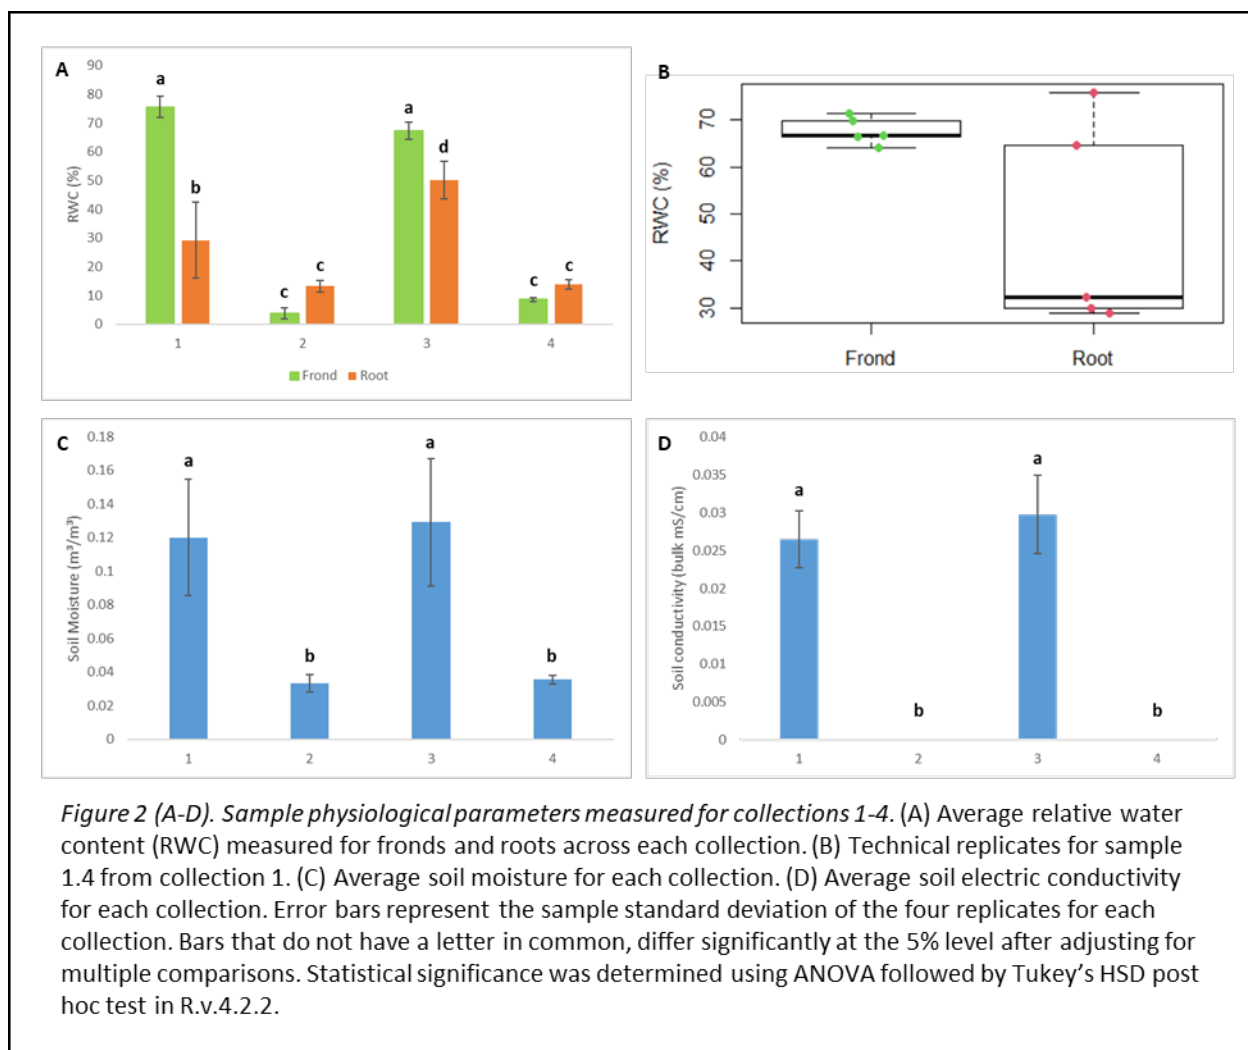 A
90
80
70
60
50
40
30
20
10
0
RWC (%)
a
b
c
c
a
d
c
c
1
2
3
4
Frond
Root
B
RWC (%)
70
60
50
40
30
Frond
Root
C
0.18
0.16
0.14
0.12
0.1
0.08
0.06
0.04
0.02
0
Soil Moisture (m³/m³)
a
b
a
b
1
2
3
4
D
0.04
0.035
0.03
0.025
0.02
0.015
0.01
0.005
0
Soil conductivity (bulk mS/cm)
a
b
a
b
1
2
3
4
Figure 2 (A-D). Sample physiological parameters measured for collections 1-4. (A) Average relative water
content (RWC) measured for fronds and roots across each collection. (B) Technical replicates for sample
1.4 from collection 1. (C) Average soil moisture for each collection. (D) Average soil electric conductivity
for each collection. Error bars represent the sample standard deviation of the four replicates for each
collection. Bars that do not have a letter in common, differ significantly at the 5% level after adjusting for
multiple comparisons. Statistical significance was determined using ANOVA followed by Tukey's HSD post
hoc test in R.v.4.2.2.